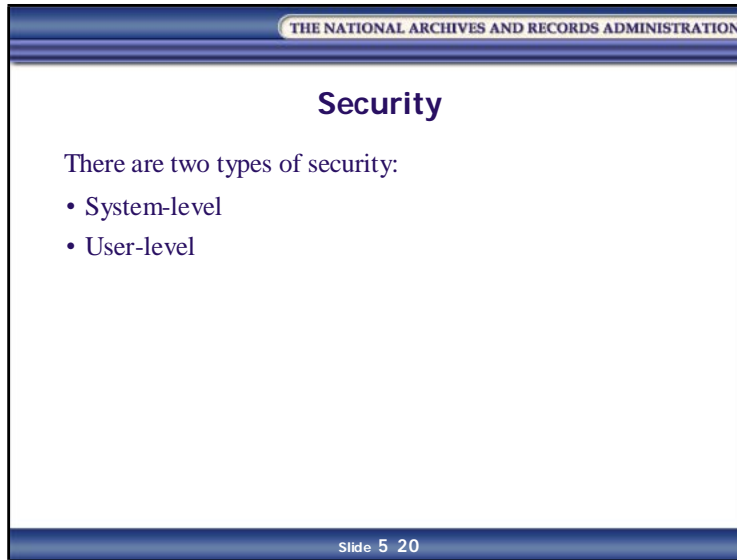 THE NATIONAL ARCHIVES AND RECORDS ADMINISTRATION
Security
There are two types of security:
• System-level
• User-level
Slide 5 20